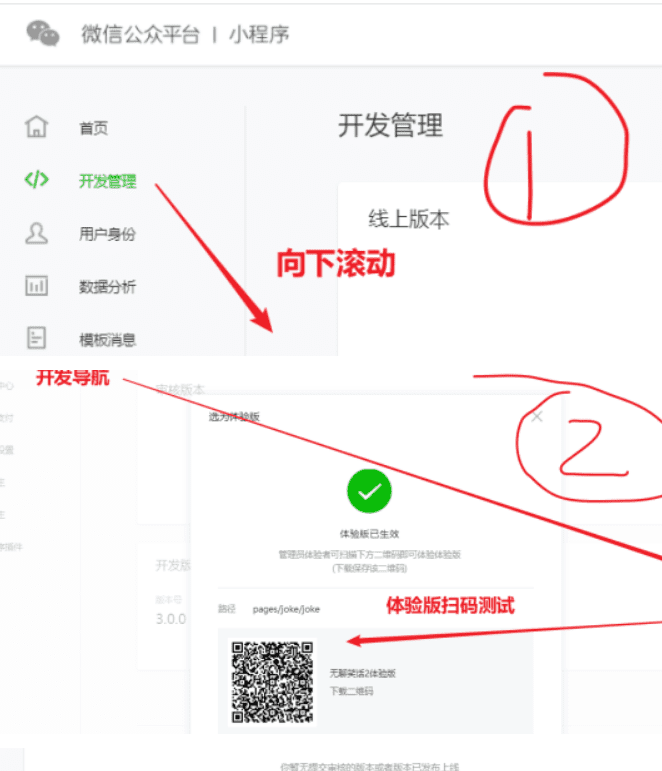 微信公众平台 | 小程序
首页
开发管理
1
开发管理
线上版本
用户身份
向下滚动
数据分析
模板消息
开发导航
审核版本
选为体验版
2
体验版已生效
管理员体验者可扫描下方二维码即可体验体验版
(下载保存该二维码)
开发版
版本号
3.0.0
路径 pages/joke/joke
体验版扫码测试
无聊笑话2体验版
下载二维码
你暂无提交审核的版本或者版本已发布上线